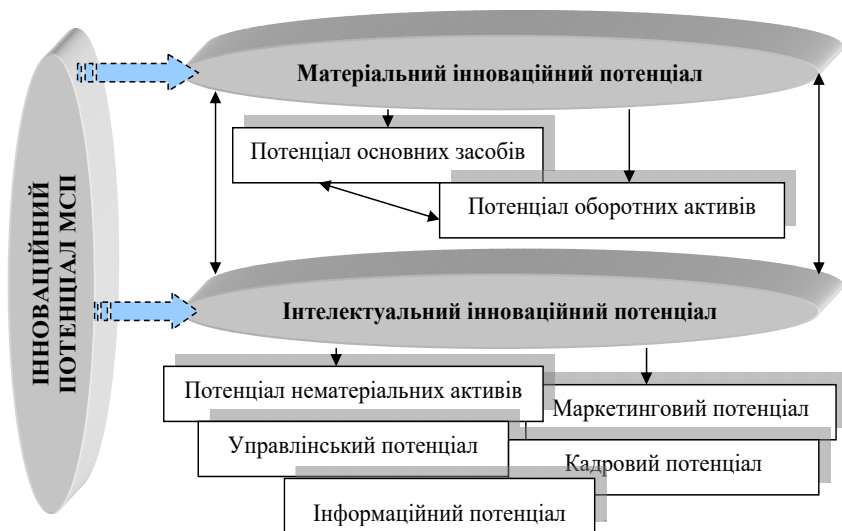 ІННОВАЦІЙНИЙ
ПОТЕНЦІАЛ МСП
Матеріальний інноваційний потенціал
Потенціал основних засобів
Потенціал оборотних активів
Інтелектуальний інноваційний потенціал
Потенціал нематеріальних активів
Маркетинговий потенціал
Управлінський потенціал
Кадровий потенціал
Інформаційний потенціал